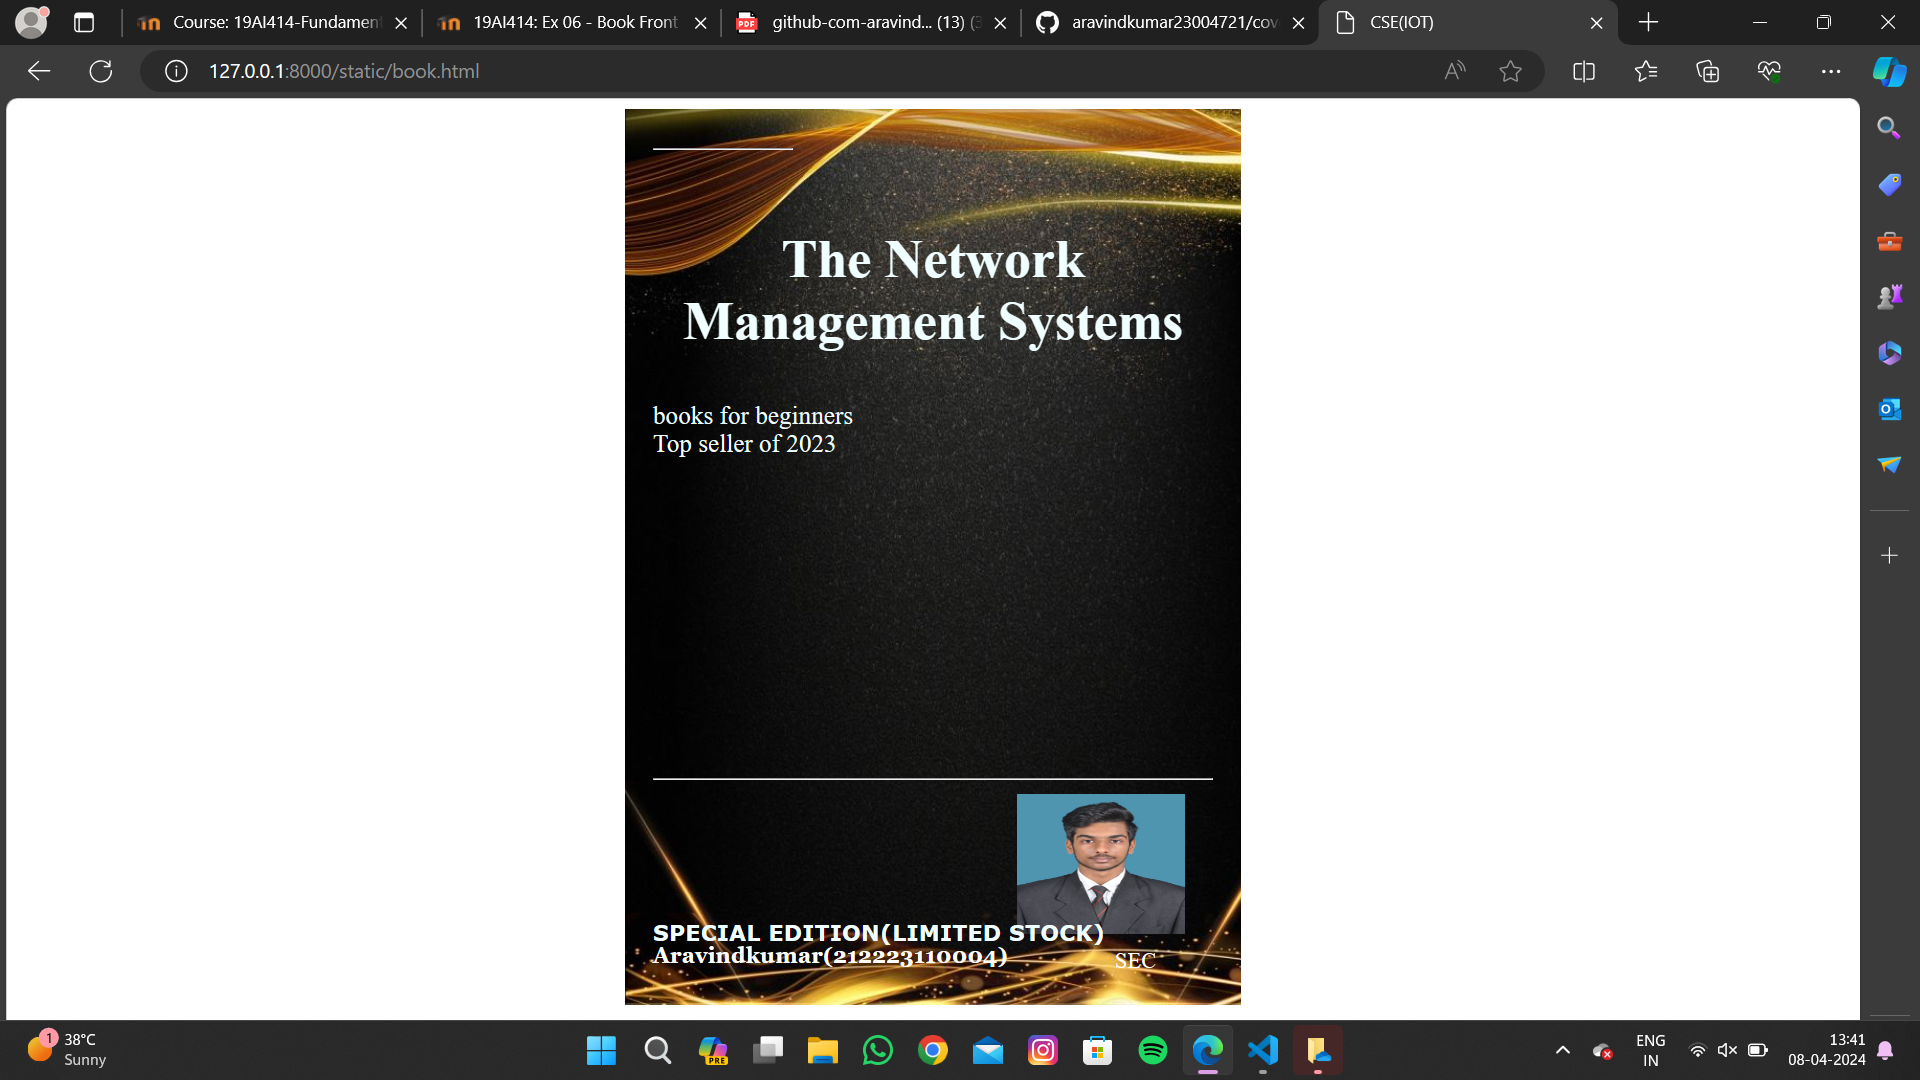 Course: 19AI414-Fundament
19AI414: Ex 06 - Book Front
PDF
github-com-aravind... (13) (3
aravindkumar23004721/cov
CSE(IOT)
127.0.0.1:8000/static/book.html
The Network
Management Systems
books for beginners
Top seller of 2023
SPECIAL EDITION(LIMITED STOCK)
Aravindkumar(212223110004)
SEC
1
38°C
Sunny
PRE
ENG
IN
13:41
08-04-2024